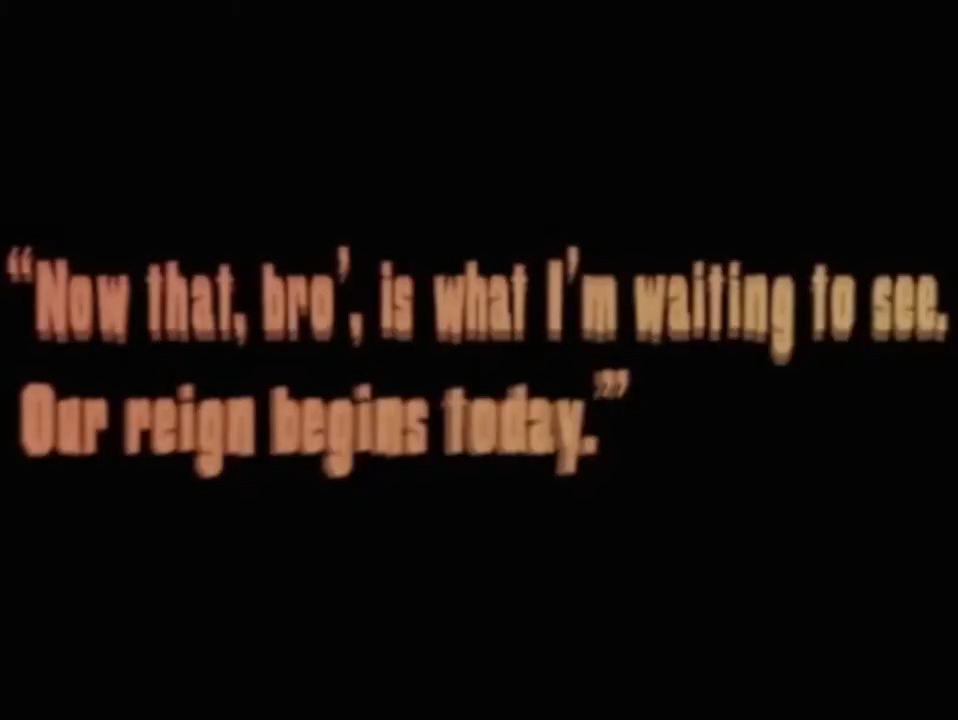 “Now that, bro’, is what I’m waiting to see.
Our reign begins today.”